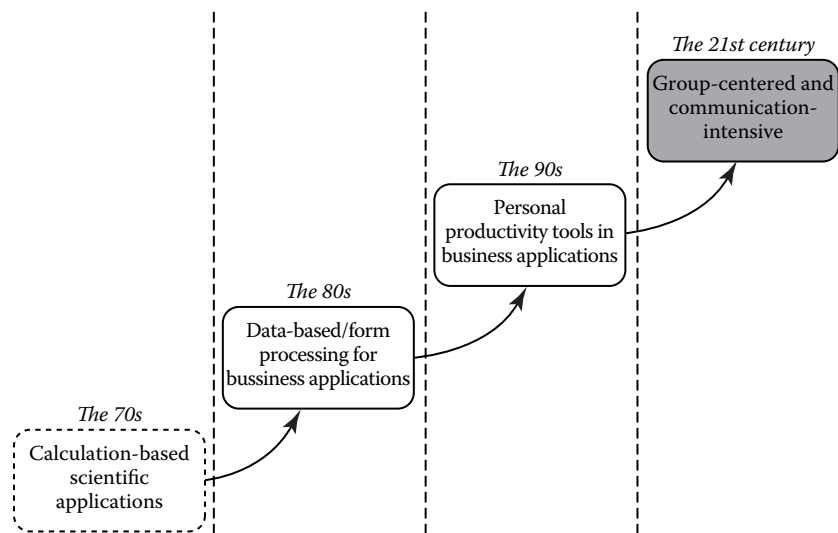 The 21st century
Group-centered and
communication-
intensive
The 90s
Personal
productivity tools in
business applications
The 80s
Data-based/form
processing for
bussiness applications
The 70s
Calculation-based
scientific
applications